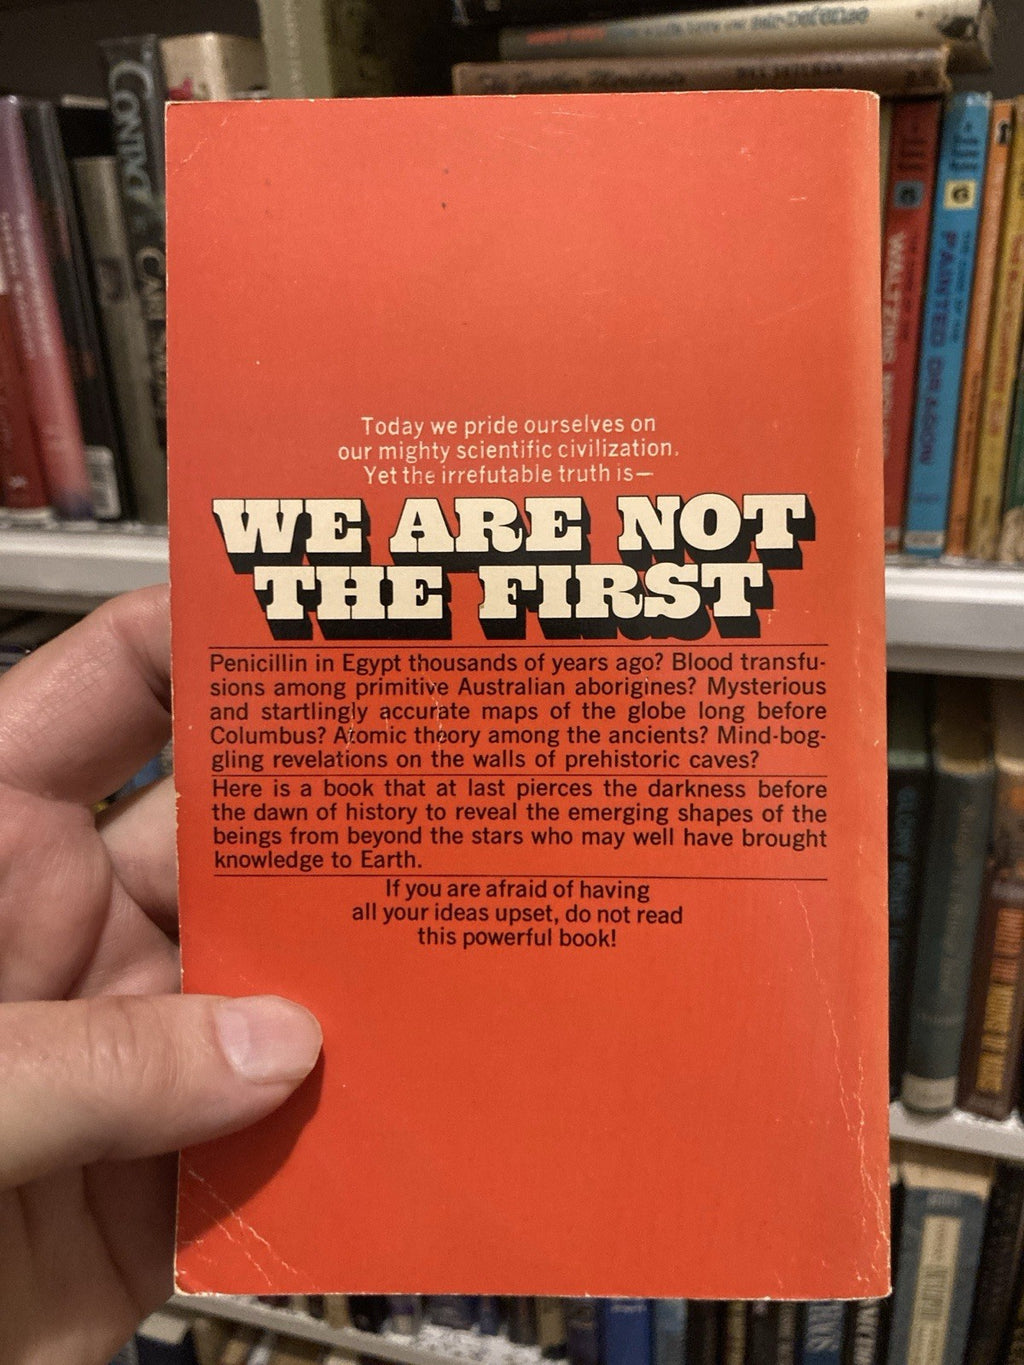 Today we pride ourselves on
our mighty scientific civilization.
Yet the irrefutable truth is—
WE ARE NOT
THE FIRST
Penicillin in Egypt thousands of years ago? Blood transfu-
sions among primitive Australian aborigines? Mysterious
and startlingly accurate maps of the globe long before
Columbus? Atomic theory among the ancients? Mind-bog-
gling revelations on the walls of prehistoric caves?
Here is a book that at last pierces the darkness before
the dawn of history to reveal the emerging shapes of the
beings from beyond the stars who may well have brought
knowledge to Earth.
If you are afraid of having
all your ideas upset, do not read
this powerful book!
6
PAINTED DRAGON
WALTZING